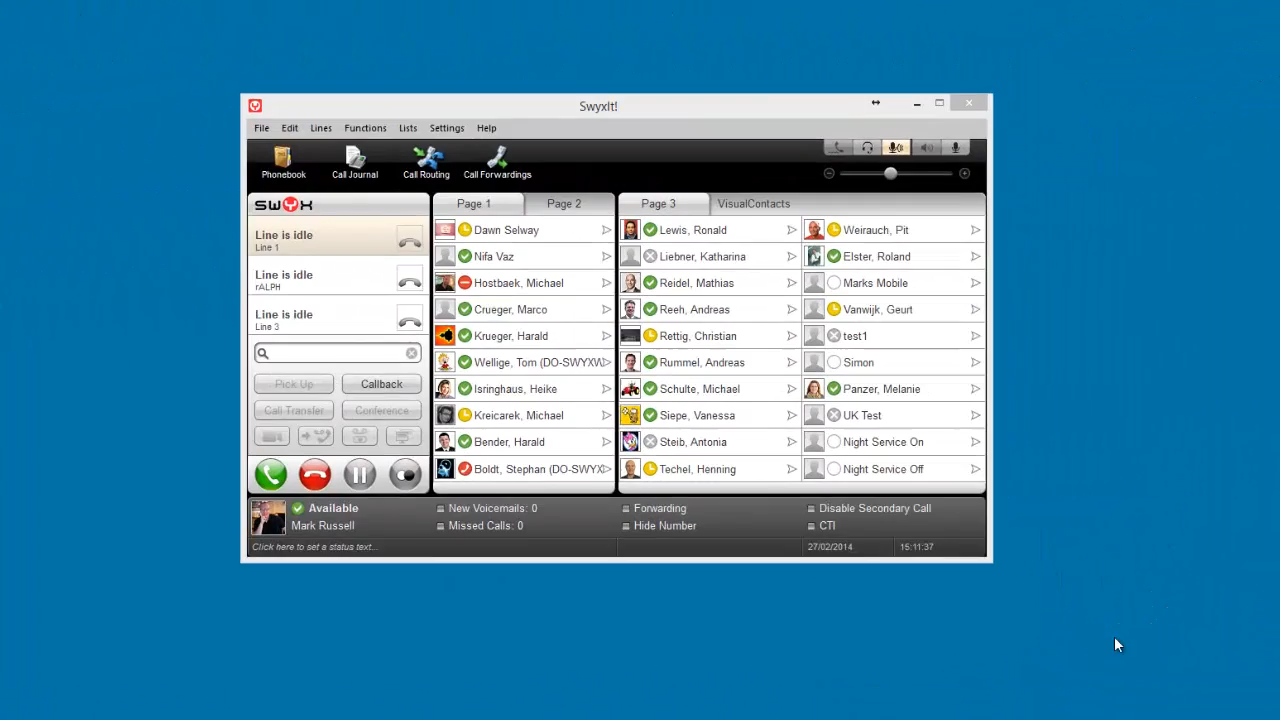 SwyxIt!
File Edit Lines Functions Lists Settings Help
Phonebook Call Journal Call Routing Call Forwardings
swyx
Page 1 Page 2 Page 3 VisualContacts
Line is idle
Line 1
Line is idle
rALPH
Line is idle
Line 3
Pick Up Callback
Call Transfer Conference
Dawn Selway
Nifa Vaz
Hostbaek, Michael
Crueger, Marco
Krueger, Harald
Wellige, Tom (DO-SWYXW
Isringhaus, Heike
Kreicarek, Michael
Bender, Harald
Boldt, Stephan (DO-SWYX
Lewis, Ronald
Liebner, Katharina
Reidel, Mathias
Reeh, Andreas
Rettig, Christian
Rummel, Andreas
Schulte, Michael
Siepe, Vanessa
Steib, Antonia
Techel, Henning
Weirauch, Pit
Elster, Roland
Marks Mobile
Vanwijk, Geurt
test1
Simon
Panzer, Melanie
UK Test
Night Service On
Night Service Off
Available New Voicemails: 0 Forwarding Disable Secondary Call
Mark Russell Missed Calls: 0 Hide Number CTI
Click here to set a status text... 27/02/2014 15:11:37